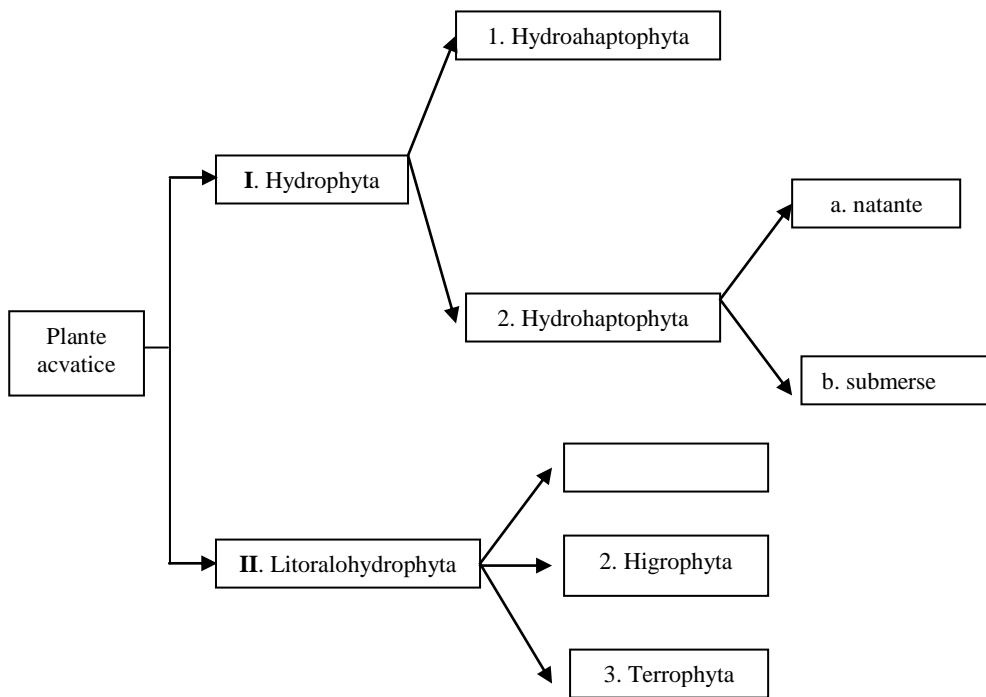 1. Hydroahaptophyta
I. Hydrophyta
a. natante
2. Hydrohaptophyta
Plante
acvatice
b. submerse
II. Litoralohydrophyta
2. Higrophyta
3. Terrophyta